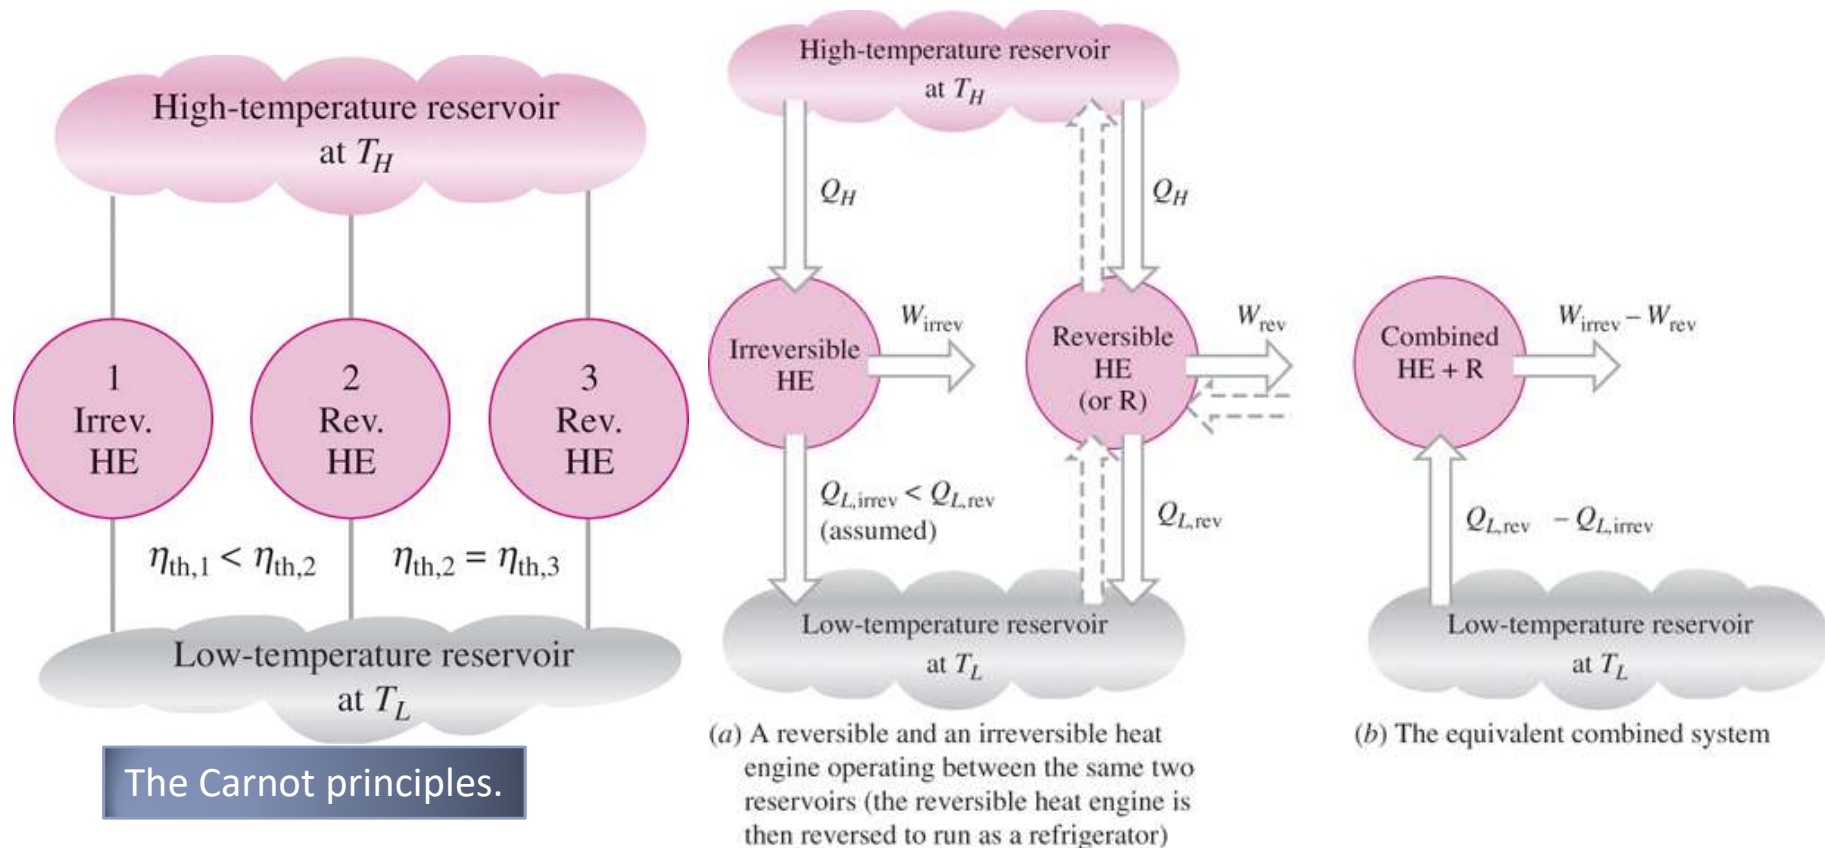 High-temperature reservoir
at T_H
1
Irrev.
HE
2
Rev.
HE
3
Rev.
HE
η_th,1 < η_th,2
η_th,2 = η_th,3
Low-temperature reservoir
at T_L
The Carnot principles.
High-temperature reservoir
at T_H
Q_H
Q_H
Irreversible
HE
W_irrev
Reversible
HE
(or R)
W_rev
Q_L,irrev < Q_L,rev
(assumed)
Q_L,rev
Low-temperature reservoir
at T_L
(a) A reversible and an irreversible heat
engine operating between the same two
reservoirs (the reversible heat engine is
then reversed to run as a refrigerator)
Combined
HE + R
W_irrev – W_rev
Q_L,rev – Q_L,irrev
Low-temperature reservoir
at T_L
(b) The equivalent combined system